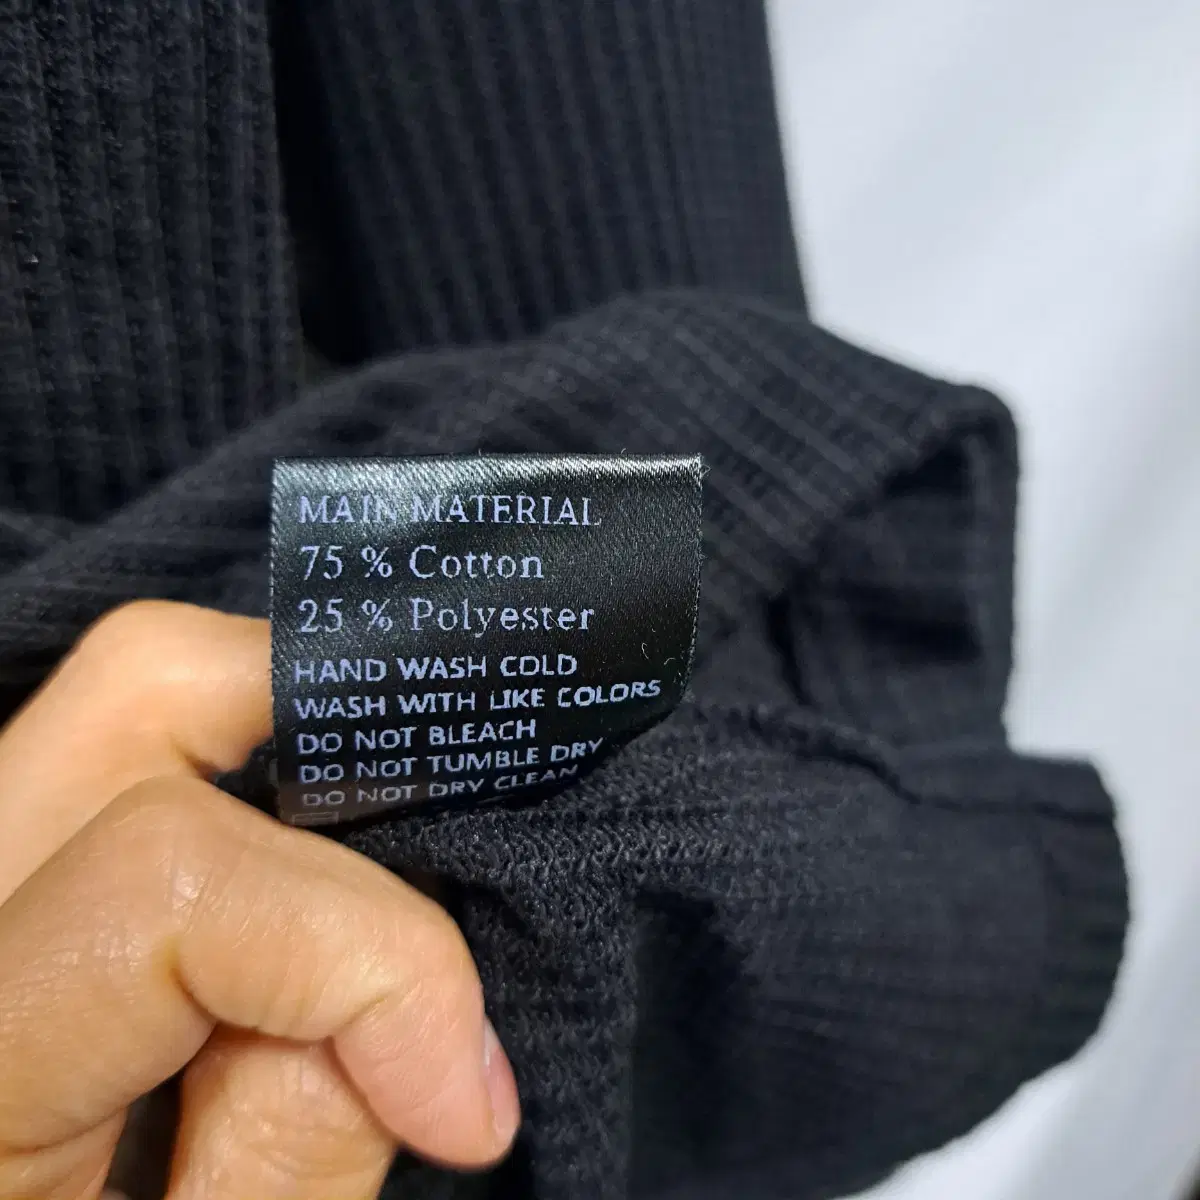 MAIN MATERIAL
75 % Cotton
25 % Polyester
HAND WASH COLD
WASH WITH LIKE COLORS
DO NOT BLEACH
DO NOT TUMBLE DRY
DO NOT DRY CLEAN